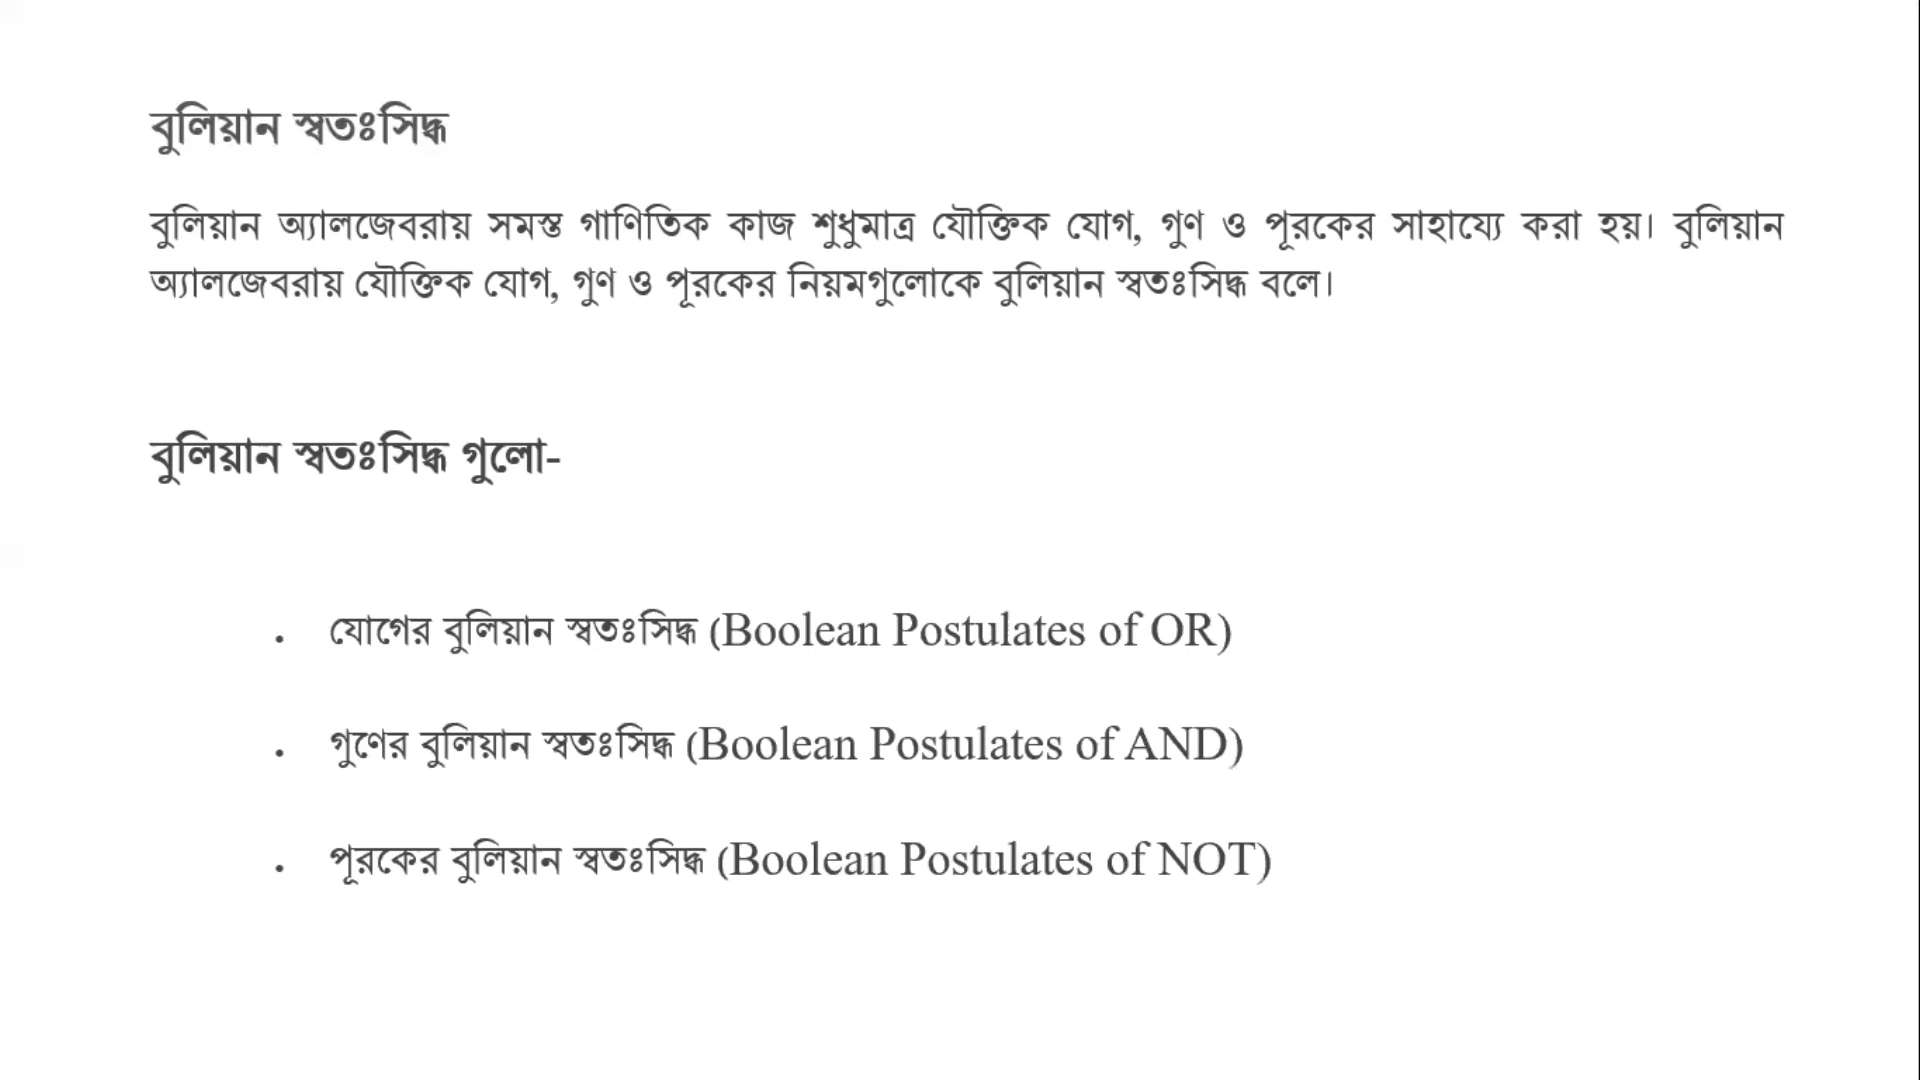 বুলিয়ান স্বতঃসিদ্ধ
বুলিয়ান অ্যালজেবরায় সমস্ত গাণিতিক কাজ শুধুমাত্র যৌক্তিক যোগ, গুণ ও পূরকের সাহায্যে করা হয়। বুলিয়ান
অ্যালজেবরায় যৌক্তিক যোগ, গুণ ও পূরকের নিয়মগুলোকে বুলিয়ান স্বতঃসিদ্ধ বলে।
বুলিয়ান স্বতঃসিদ্ধ গুলো-
• যোগের বুলিয়ান স্বতঃসিদ্ধ (Boolean Postulates of OR)
• গুণের বুলিয়ান স্বতঃসিদ্ধ (Boolean Postulates of AND)
• পূরকের বুলিয়ান স্বতঃসিদ্ধ (Boolean Postulates of NOT)